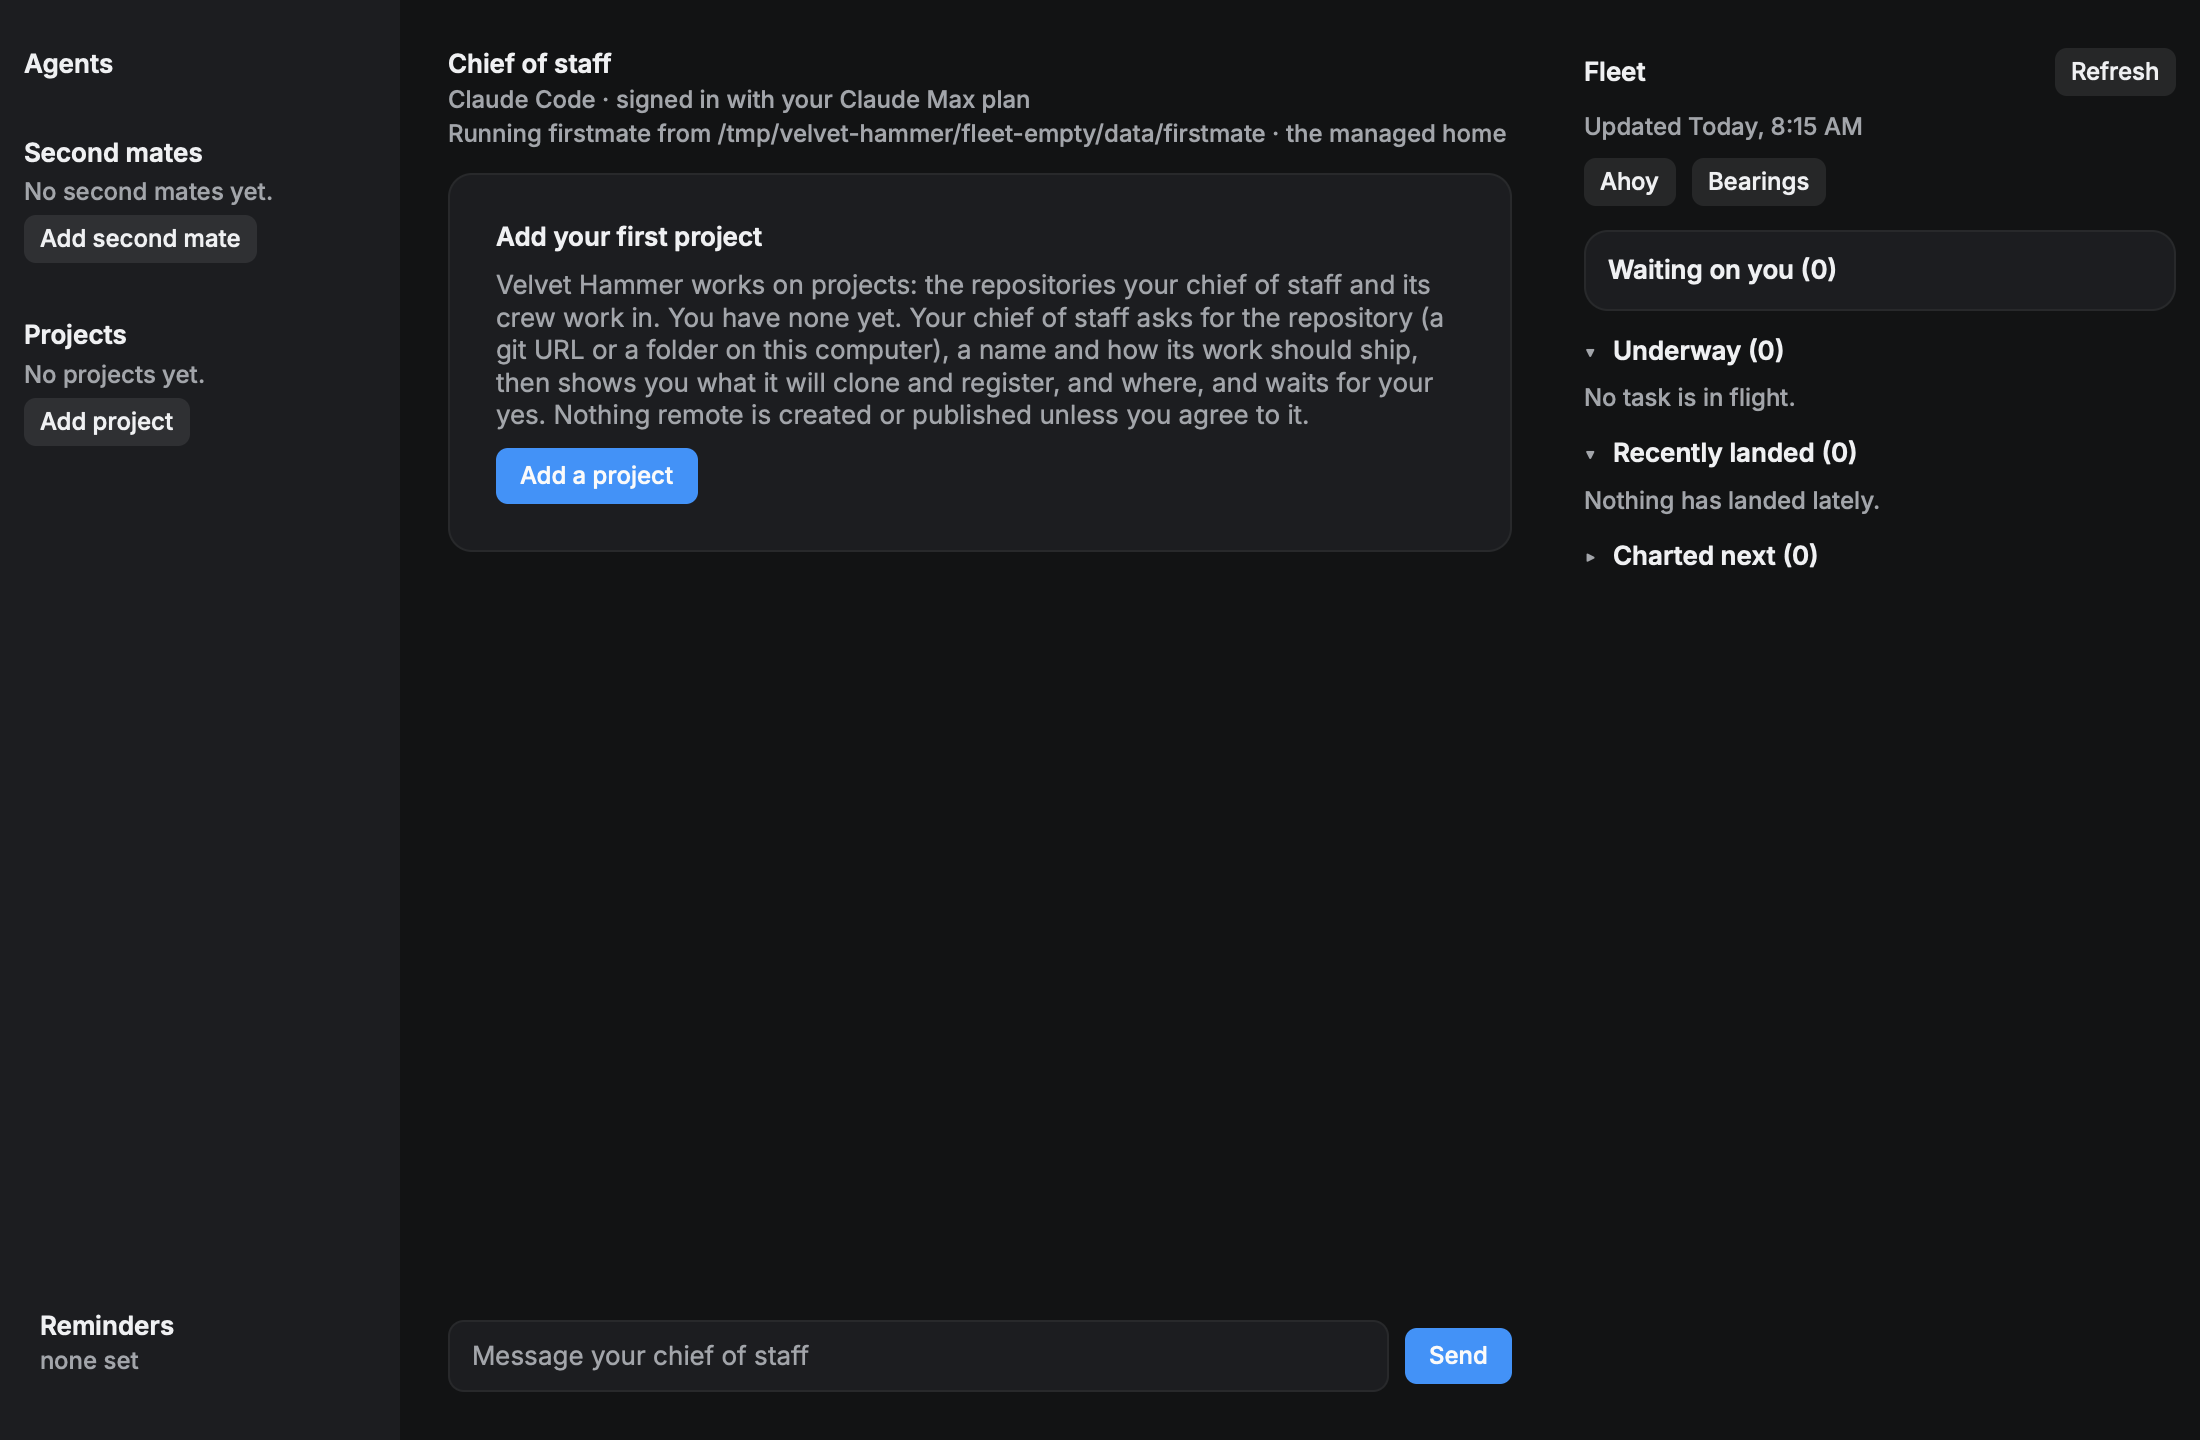 Agents
Second mates
No second mates yet.
Add second mate
Projects
No projects yet.
Add project
Reminders
none set
Chief of staff
Claude Code · signed in with your Claude Max plan
Running firstmate from /tmp/velvet-hammer/fleet-empty/data/firstmate · the managed home
Add your first project
Velvet Hammer works on projects: the repositories your chief of staff and its
crew work in. You have none yet. Your chief of staff asks for the repository (a
git URL or a folder on this computer), a name and how its work should ship,
then shows you what it will clone and register, and where, and waits for your
yes. Nothing remote is created or published unless you agree to it.
Add a project
Message your chief of staff
Send
Fleet
Refresh
Updated Today, 8:15 AM
Ahoy
Bearings
Waiting on you (0)
Underway (0)
No task is in flight.
Recently landed (0)
Nothing has landed lately.
Charted next (0)